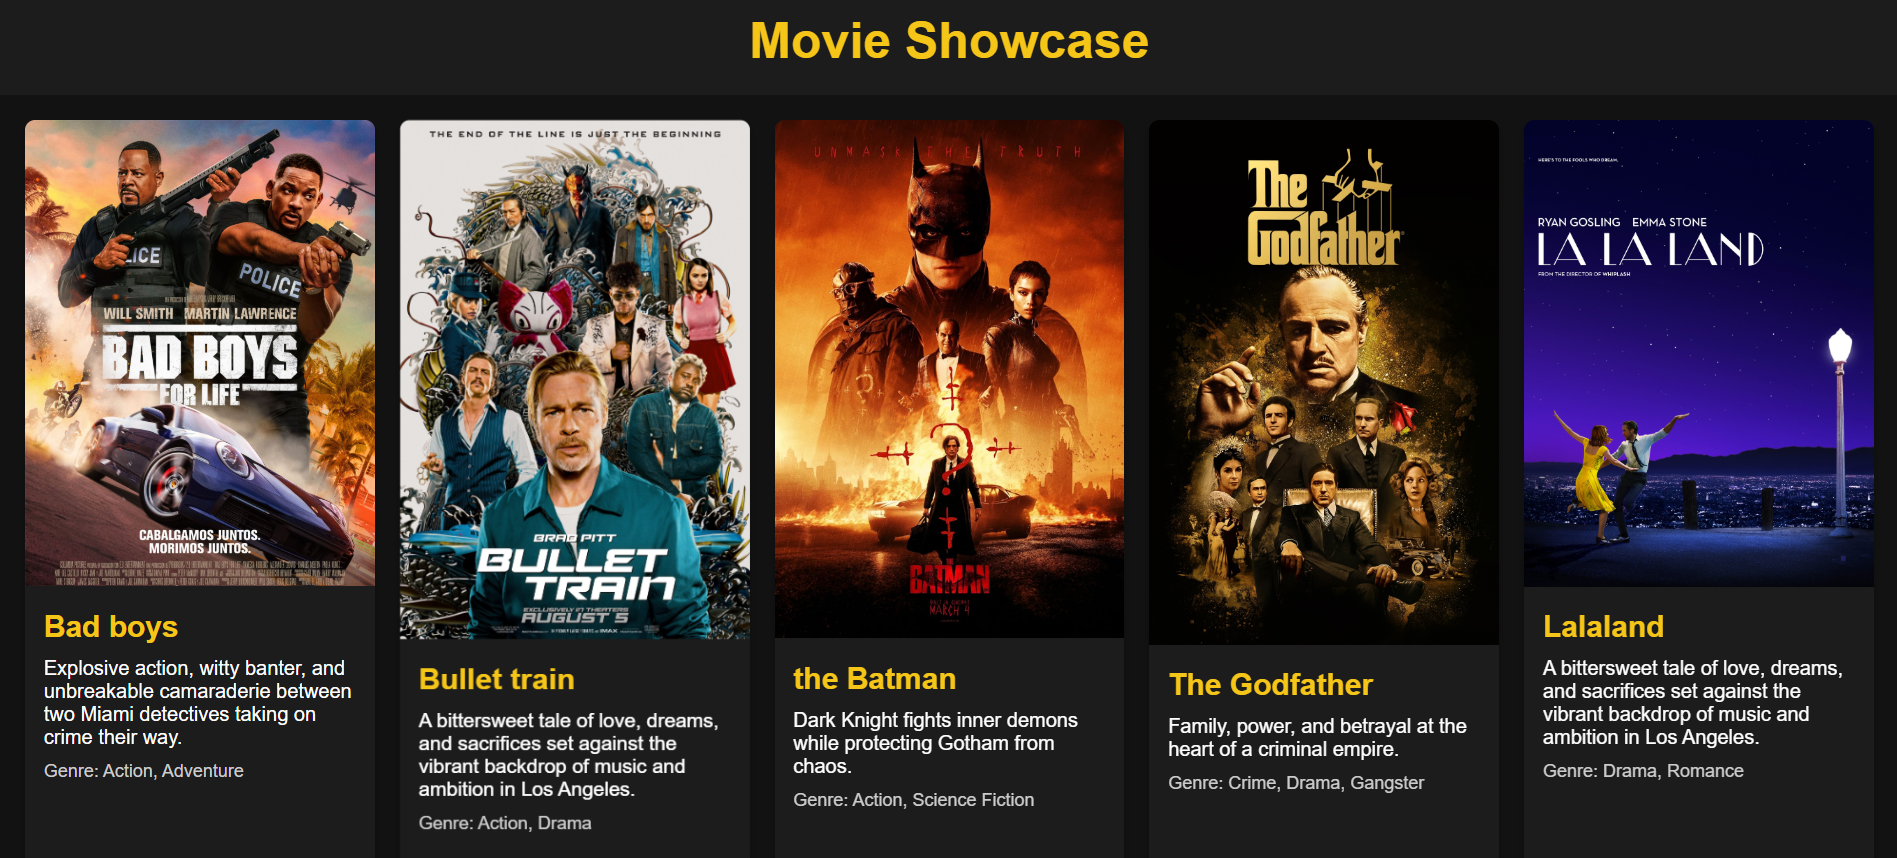 Movie Showcase
POLICE
POLICE
WILL SMITH MARTIN LAWRENCE
BAD BOYS
FOR LIFE
CABALGAMOS JUNTOS.
MORIMOS JUNTOS.
Bad boys
Explosive action, witty banter, and
unbreakable camaraderie between
two Miami detectives taking on
crime their way.
Genre: Action, Adventure
THE END OF THE LINE IS JUST THE BEGINNING
BRAD PITT
BULLET
TRAIN
EXCLUSIVELY IN THEATERS
AUGUST 5
IMAX
Bullet train
A bittersweet tale of love, dreams,
and sacrifices set against the
vibrant backdrop of music and
ambition in Los Angeles.
Genre: Action, Drama
UNMASK THE TRUTH
THE
BATMAN
MARCH 4
the Batman
Dark Knight fights inner demons
while protecting Gotham from
chaos.
Genre: Action, Science Fiction
The
Godfather
The Godfather
Family, power, and betrayal at the
heart of a criminal empire.
Genre: Crime, Drama, Gangster
HERE'S TO THE FOOLS WHO DREAM.
RYAN GOSLING EMMA STONE
LA LA LAND
FROM THE DIRECTOR OF WHIPLASH
Lalaland
A bittersweet tale of love, dreams,
and sacrifices set against the
vibrant backdrop of music and
ambition in Los Angeles.
Genre: Drama, Romance